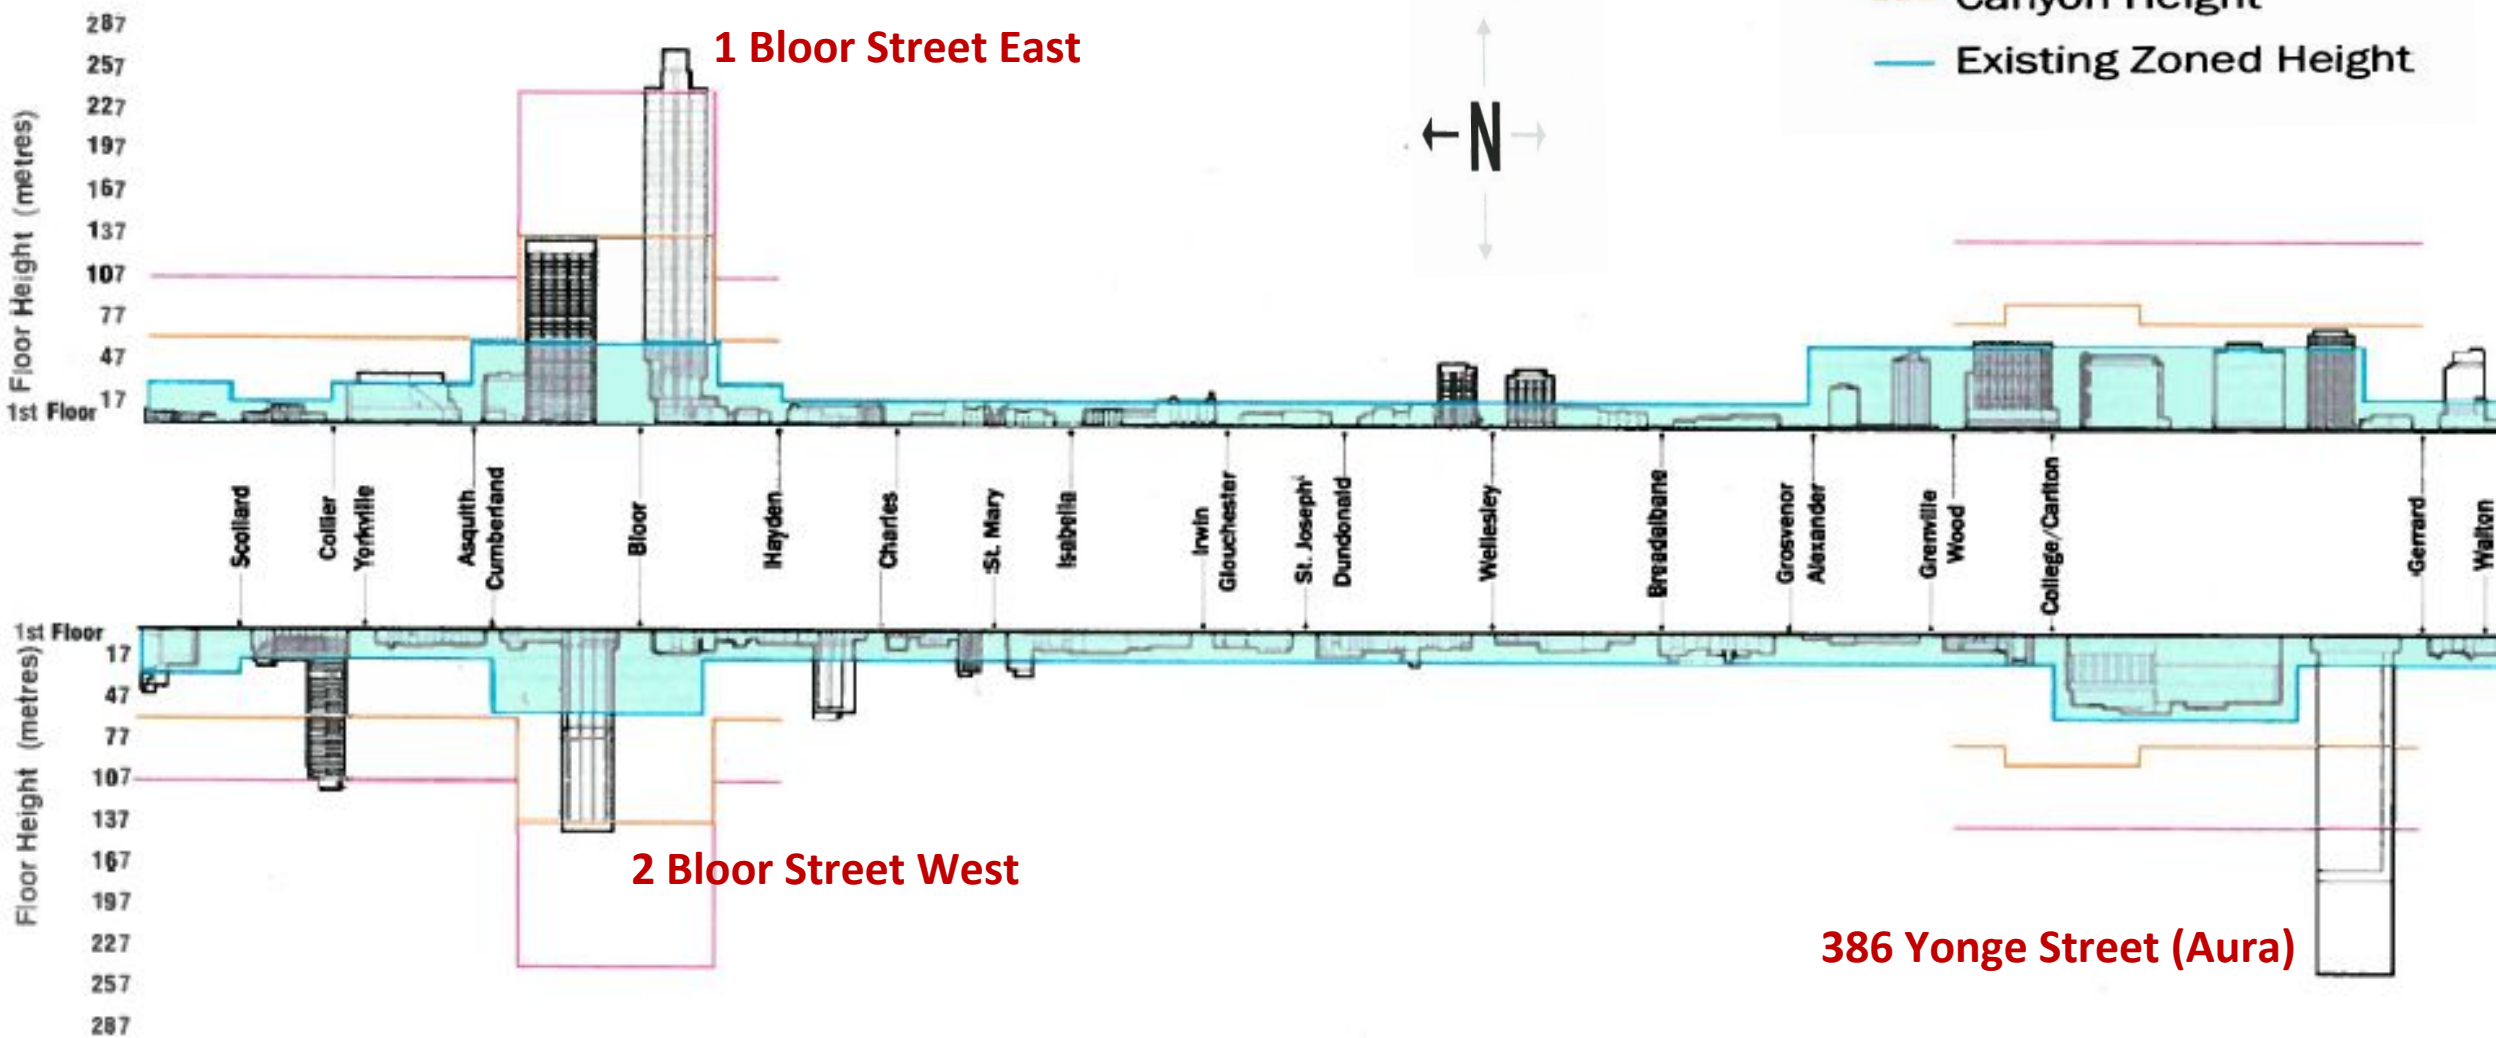 287
257
227
197
167
137
107
77
47
17
1st Floor
Floor Height (metres)
1 Bloor Street East
N
Canyon Height
Existing Zoned Height
Scollard
Collier
Yorkville
Asquith
Cumberland
Bloor
Hayden
Charles
St. Mary
Isabella
Irwin
Glouchester
St. Joseph
Dundonald
Wellesley
Breadalbane
Grosvenor
Alexander
Grenville
Wood
College/Carlton
Gerrard
Walton
1st Floor
17
47
77
107
137
167
197
227
257
287
Floor Height (metres)
2 Bloor Street West
386 Yonge Street (Aura)